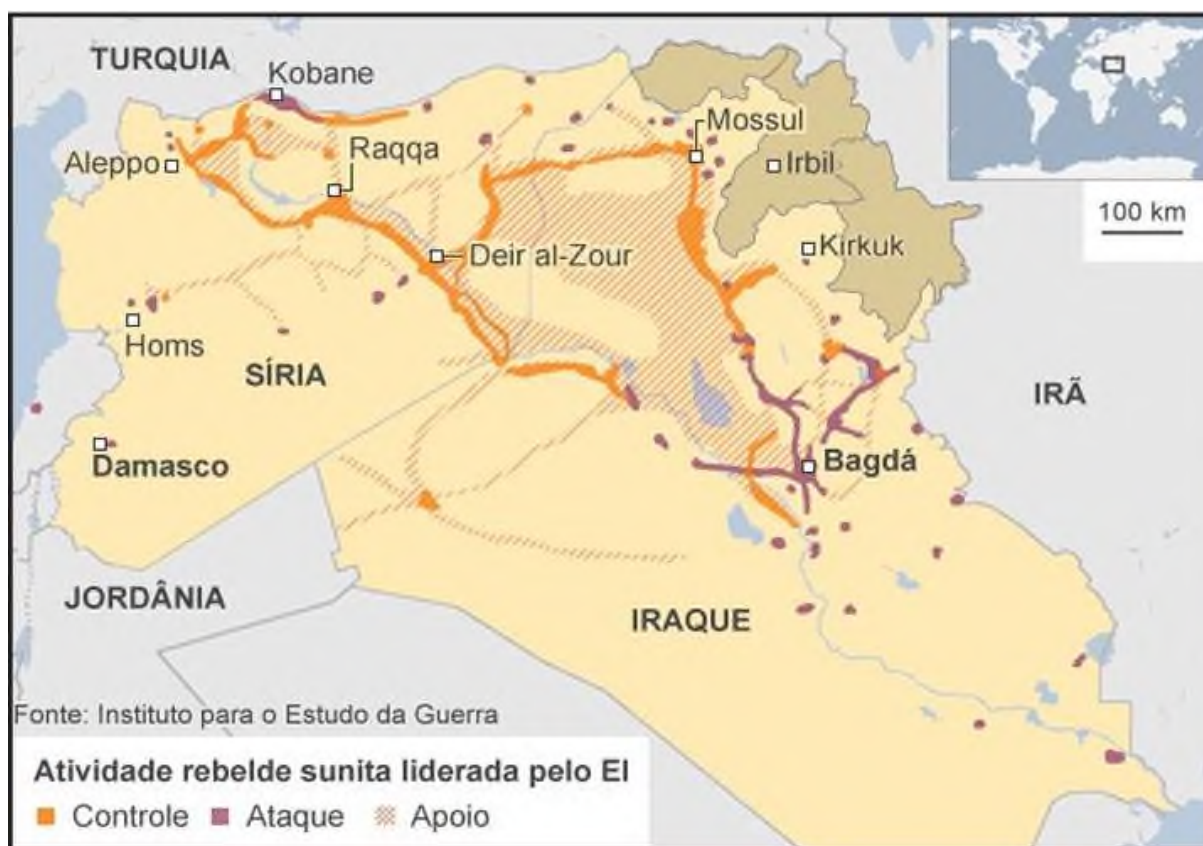 TURQUIA
Kobane
Mossul
Aleppo
Raqqa
Irbil
100 km
Kirkuk
Deir al-Zour
Homs
SÍRIA
IRÃ
Damasco
Bagdá
JORDÂNIA
IRAQUE
Fonte: Instituto para o Estudo da Guerra
Atividade rebelde sunita liderada pelo EI
Controle Ataque Apoio